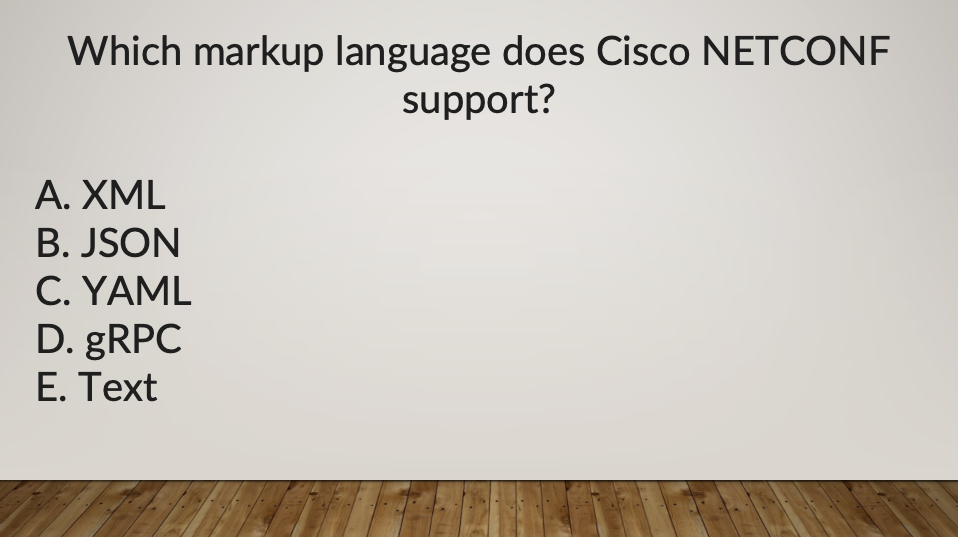 Which markup language does Cisco NETCONF
support?
A. XML
B. JSON
C. YAML
D. gRPC
E. Text